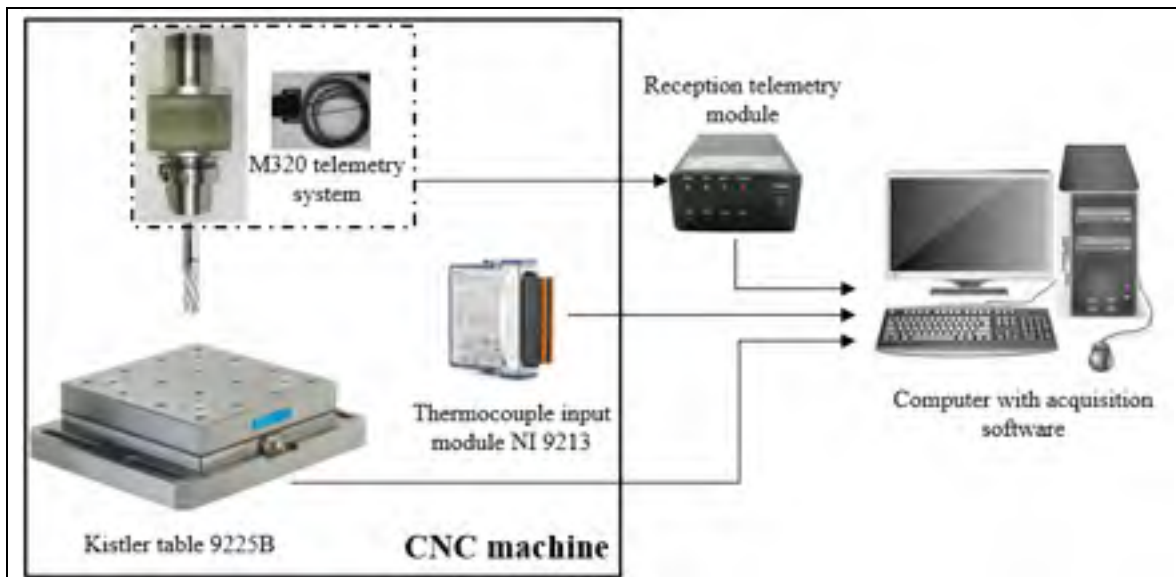 Reception telemetry
module
M320 telemetry
system
Thermocouple input
module NI 9213
Computer with acquisition
software
Kistler table 9225B
CNC machine